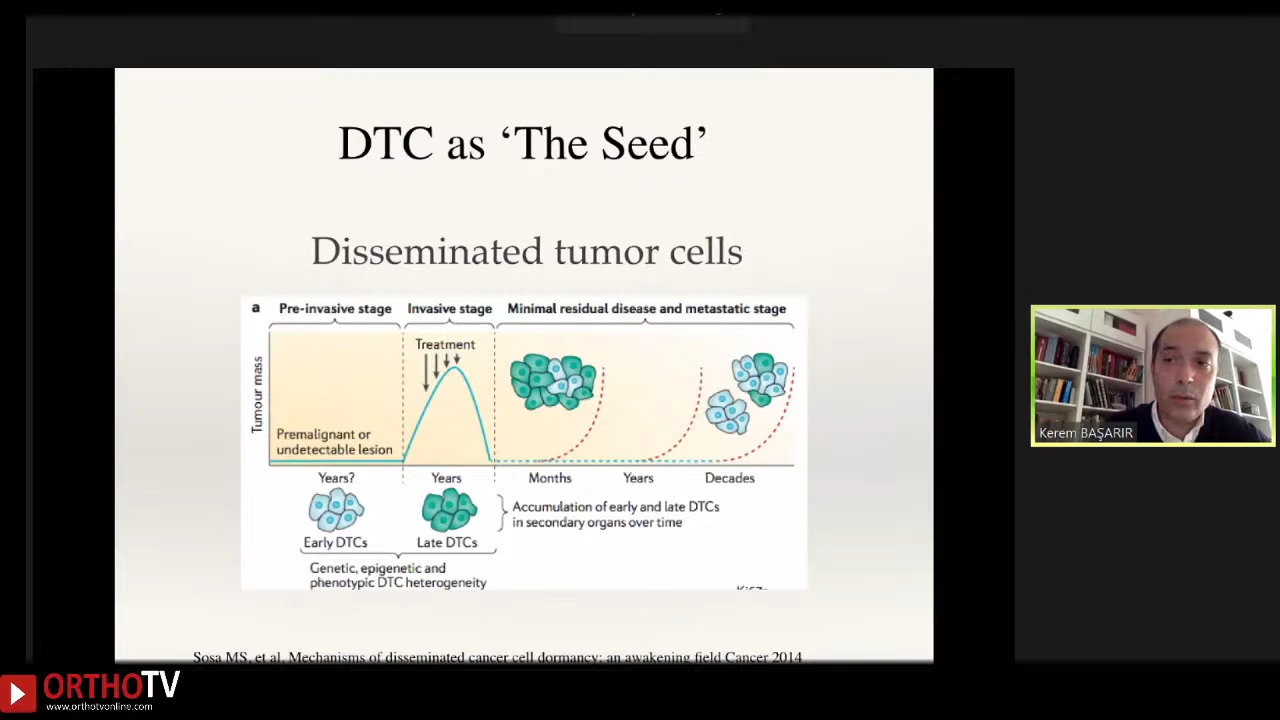 DTC as ‘The Seed’
Disseminated tumor cells
a
Pre-invasive stage
Invasive stage
Minimal residual disease and metastatic stage
Treatment
Tumour mass
Premalignant or
undetectable lesion
Years?
Years
Months
Years
Decades
Accumulation of early and late DTCs
in secondary organs over time
Early DTCs
Late DTCs
Genetic, epigenetic and
phenotypic DTC heterogeneity
Sosa MS, et al, Mechanisms of disseminated cancer cell dormancy: an awakening field Cancer 2014
Kerem BAŞARIR
ORTHOTV
www.orthotvonline.com